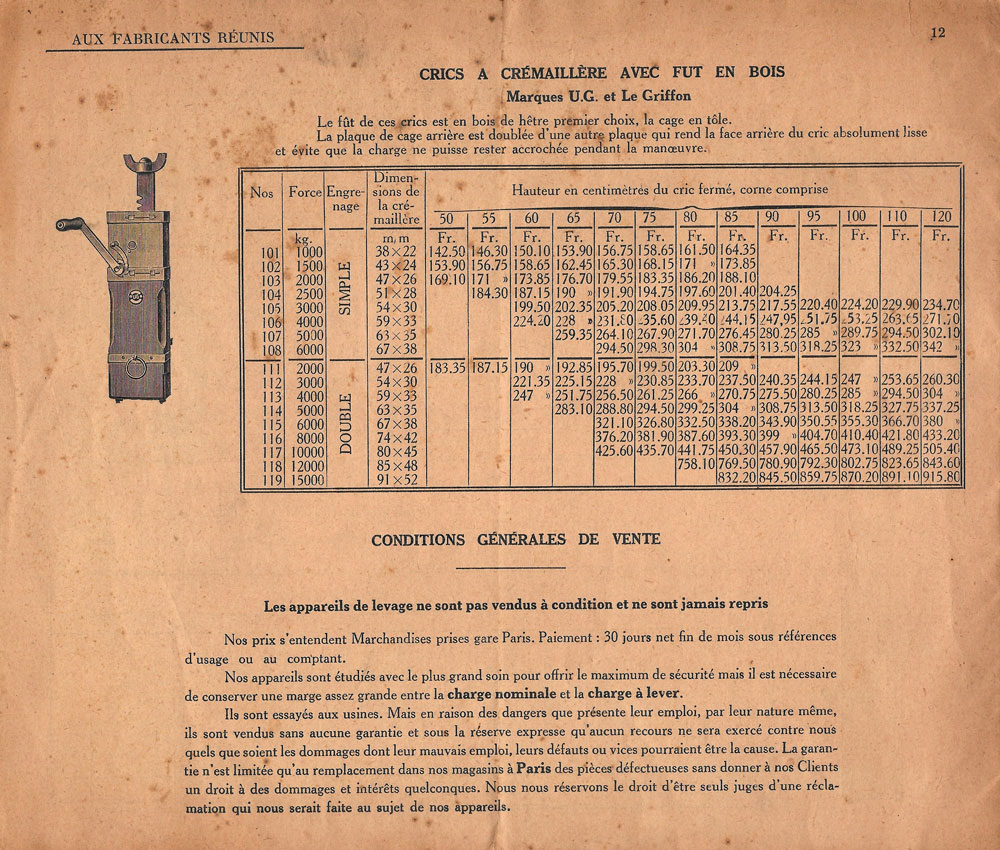 AUX FABRICANTS RÉUNIS
12
CRICS A CRÉMAILLÈRE AVEC FUT EN BOIS
Marques U.G. et Le Griffon
Le fût de ces crics est en bois de hêtre premier choix, la cage en tôle.
La plaque de cage arrière est doublée d'une autre plaque qui rend la face arrière du cric absolument lisse
et évite que la charge ne puisse rester accrochée pendant la manœuvre.
Nos Force Engre-nage Dimen-sions de la cré-maillère Hauteur en centimètres du cric fermé, corne comprise
50 55 60 65 70 75 80 85 90 95 100 110 120
kg. m/m Fr. Fr. Fr. Fr. Fr. Fr. Fr. Fr. Fr. Fr. Fr. Fr. Fr.
SIMPLE
101 1000 38×22 142.50 146.30 150.10 153.90 156.75 158.65 161.50 164.35
102 1500 43×24 153.90 156.75 158.65 162.45 165.30 168.15 171 » 173.85
103 2000 47×26 169.10 171 » 173.85 176.70 179.55 183.35 186.20 188.10
104 2500 51×28 184.30 187.15 190 » 191.90 194.75 197.60 201.40 204.25
105 3000 54×30 199.50 202.35 205.20 208.05 209.95 213.75 217.55 220.40 224.20 229.90 234.70
106 4000 59×33 224.20 228 » 231.80 235.60 239.40 244.15 247.95 251.75 253.25 263.65 271.70
107 5000 63×35 259.35 264.10 267.90 271.70 276.45 280.25 285 » 289.75 294.50 302.10
108 6000 67×38 294.50 298.30 304 » 308.75 313.50 318.25 323 » 332.50 342 »
DOUBLE
111 2000 47×26 183.35 187.15 190 » 192.85 195.70 199.50 203.30 209 »
112 3000 54×30 221.35 225.15 228 » 230.85 233.70 237.50 240.35 244.15 247 » 253.65 260.30
113 4000 59×33 247 » 251.75 256.50 261.25 266 » 270.75 275.50 280.25 285 » 294.50 304 »
114 5000 63×35 283.10 288.80 294.50 299.25 304 » 308.75 313.50 318.25 327.75 337.25
115 6000 67×38 321.10 326.80 332.50 338.20 343.90 350.55 355.30 366.70 380 »
116 8000 74×42 376.20 381.90 387.60 393.30 399 » 404.70 410.40 421.80 433.20
117 10000 80×45 425.60 435.70 441.75 450.30 457.90 465.50 473.10 489.25 505.40
118 12000 85×48 758.10 769.50 780.90 792.30 802.75 823.65 843.60
119 15000 91×52 832.20 845.50 859.75 870.20 891.10 915.80
CONDITIONS GÉNÉRALES DE VENTE
Les appareils de levage ne sont pas vendus à condition et ne sont jamais repris
Nos prix s'entendent Marchandises prises gare Paris. Paiement : 30 jours net fin de mois sous références
d'usage ou au comptant.
Nos appareils sont étudiés avec le plus grand soin pour offrir le maximum de sécurité mais il est nécessaire
de conserver une marge assez grande entre la charge nominale et la charge à lever.
Ils sont essayés aux usines. Mais en raison des dangers que présente leur emploi, par leur nature même,
ils sont vendus sans aucune garantie et sous la réserve expresse qu'aucun recours ne sera exercé contre nous
quels que soient les dommages dont leur mauvais emploi, leurs défauts ou vices pourraient être la cause. La garan-
tie n'est limitée qu'au remplacement dans nos magasins à Paris des pièces défectueuses sans donner à nos Clients
un droit à des dommages et intérêts quelconques. Nous nous réservons le droit d'être seuls juges d'une récla-
mation qui nous serait faite au sujet de nos appareils.